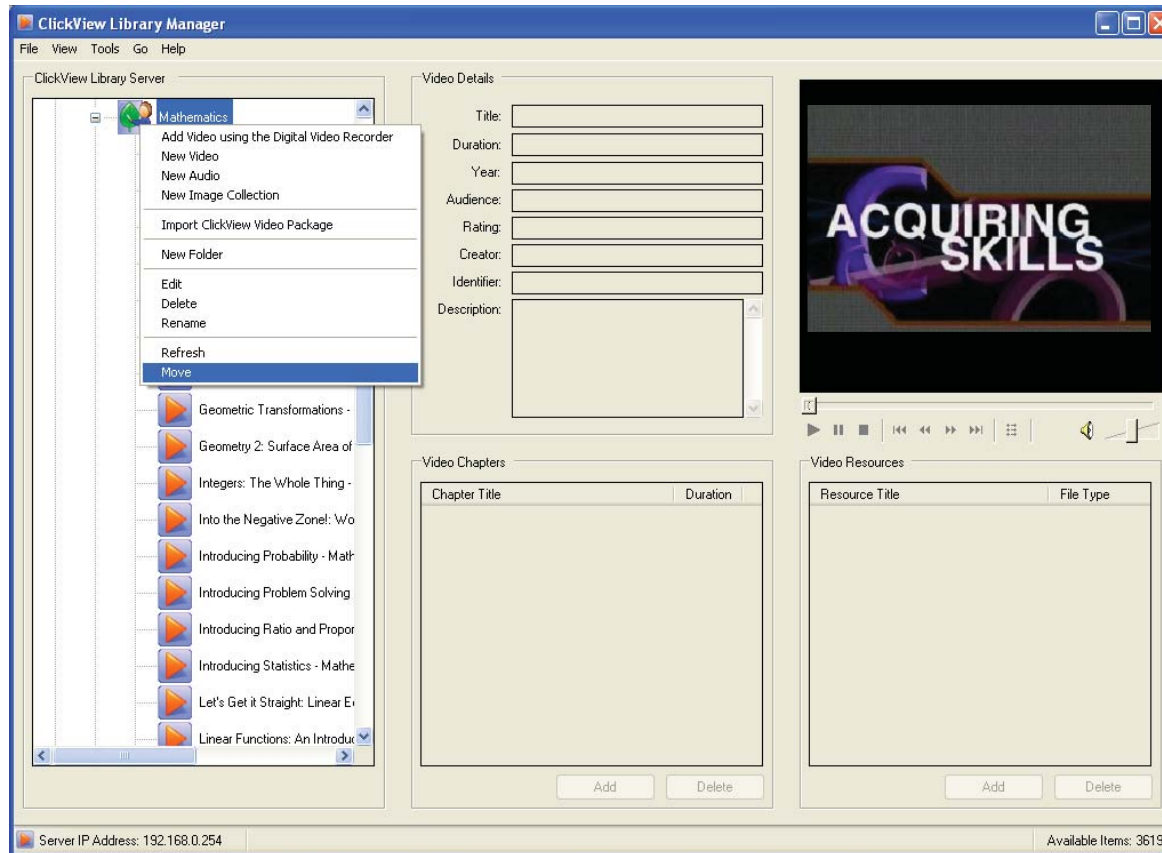 ClickView Library Manager
File View Tools Go Help
ClickView Library Server
Mathematics
Add Video using the Digital Video Recorder
New Video
New Audio
New Image Collection
Import ClickView Video Package
New Folder
Edit
Delete
Rename
Refresh
Move
Geometric Transformations -
Geometry 2: Surface Area of
Integers: The Whole Thing -
Into the Negative Zone!: Wo
Introducing Probability - Math
Introducing Problem Solving
Introducing Ratio and Propor
Introducing Statistics - Mathe
Let's Get it Straight: Linear E
Linear Functions: An Introduc
Video Details
Title:
Duration:
Year:
Audience:
Rating:
Creator:
Identifier:
Description:
ACQUIRING
SKILLS
Video Chapters
Chapter Title Duration
Add Delete
Video Resources
Resource Title File Type
Add Delete
Server IP Address: 192.168.0.254
Available Items: 3619